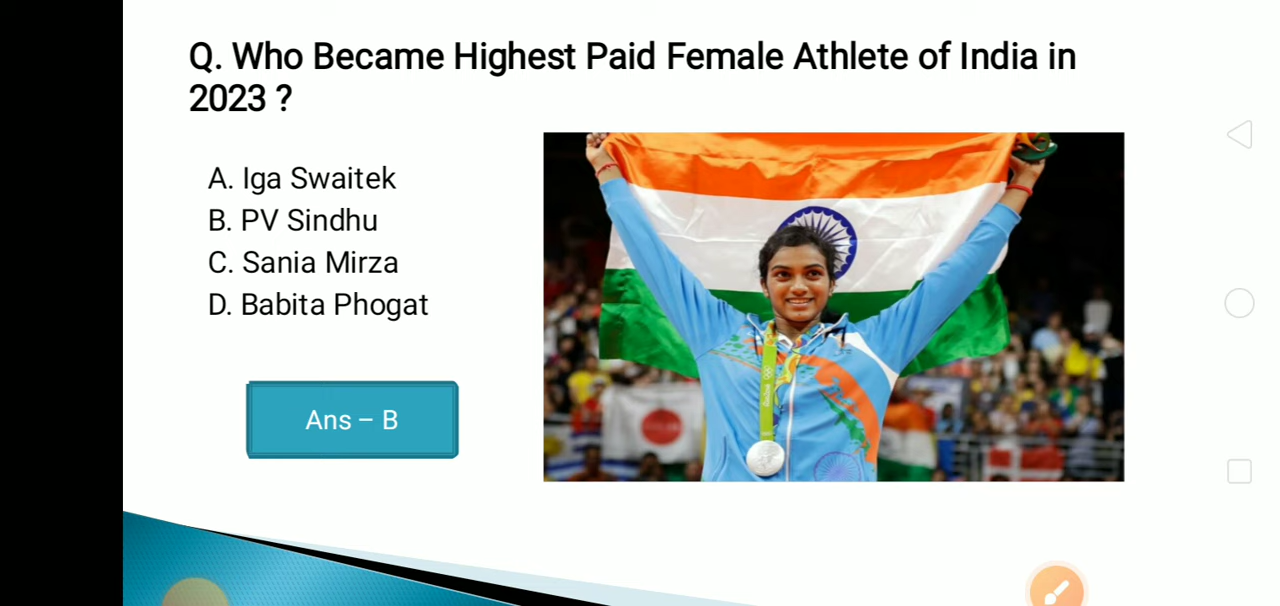 Q. Who Became Highest Paid Female Athlete of India in
2023 ?
A. Iga Swaitek
B. PV Sindhu
C. Sania Mirza
D. Babita Phogat
Ans – B